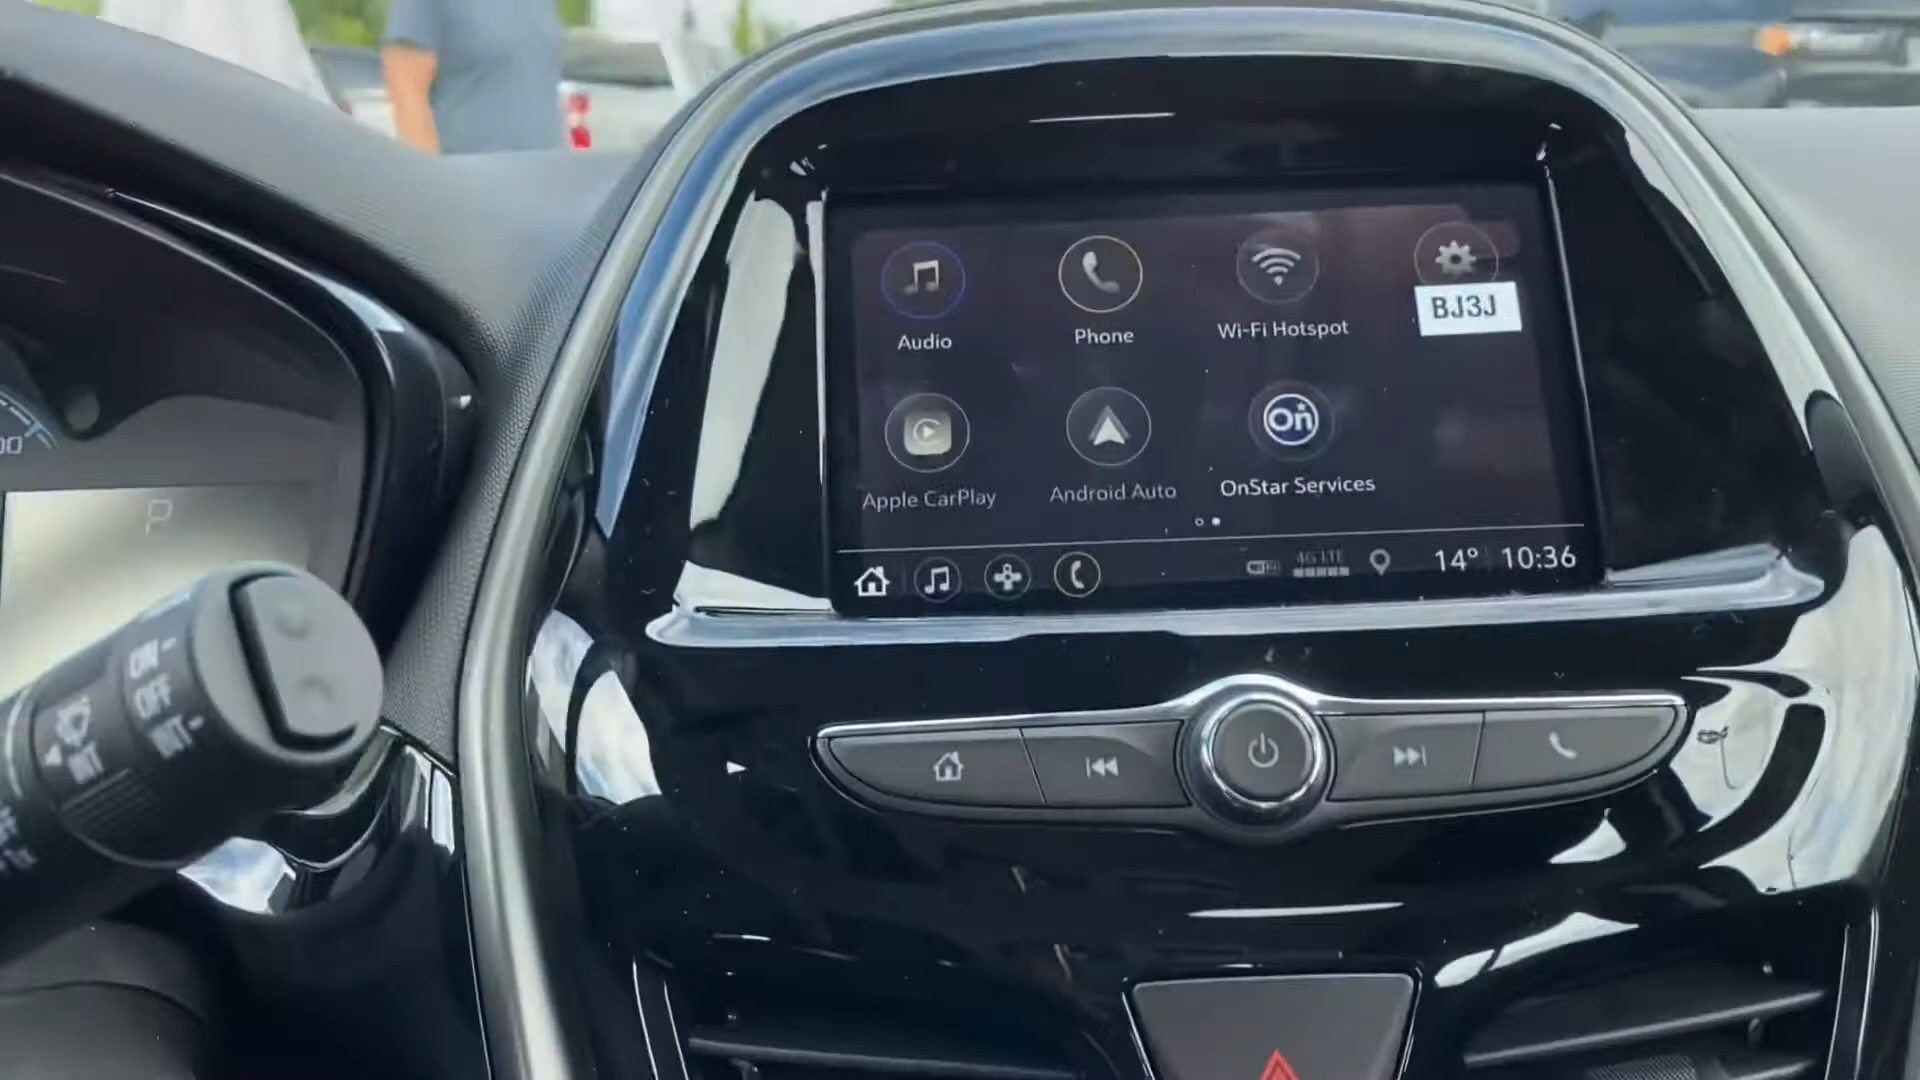 Audio
Phone
Wi-Fi Hotspot
BJ3J
Apple CarPlay
Android Auto
On
OnStar Services
4G LTE
14°
10:36
P
ON
OFF